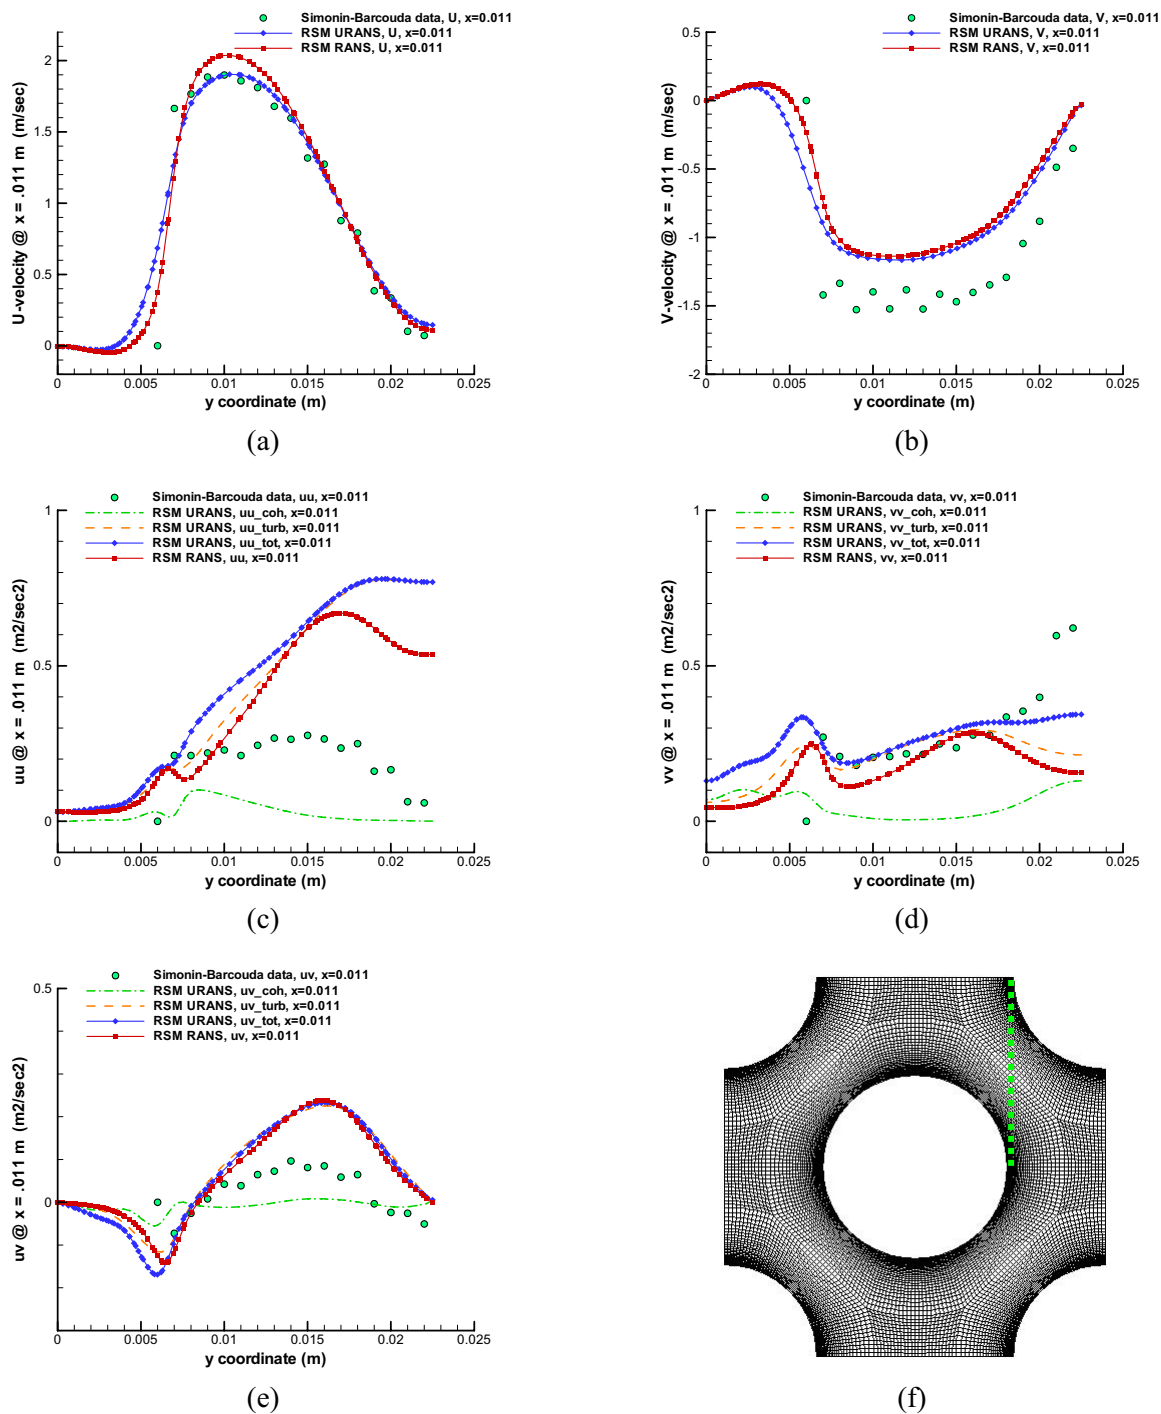 Simonin-Barcouda data, U, x=0.011
RSM URANS, U, x=0.011
RSM RANS, U, x=0.011
U-velocity @ x = .011 m (m/sec)
2
1.5
1
0.5
0
0 0.005 0.01 0.015 0.02 0.025
y coordinate (m)
(a)
Simonin-Barcouda data, V, x=0.011
RSM URANS, V, x=0.011
RSM RANS, V, x=0.011
V-velocity @ x = .011 m (m/sec)
0.5
0
-0.5
-1
-1.5
-2
0 0.005 0.01 0.015 0.02 0.025
y coordinate (m)
(b)
Simonin-Barcouda data, uu, x=0.011
RSM URANS, uu_coh, x=0.011
RSM URANS, uu_turb, x=0.011
RSM URANS, uu_tot, x=0.011
RSM RANS, uu, x=0.011
uu @ x = .011 m (m2/sec2)
1
0.5
0
0 0.005 0.01 0.015 0.02 0.025
y coordinate (m)
(c)
Simonin-Barcouda data, vv, x=0.011
RSM URANS, vv_coh, x=0.011
RSM URANS, vv_turb, x=0.011
RSM URANS, vv_tot, x=0.011
RSM RANS, vv, x=0.011
vv @ x = .011 m (m2/sec2)
1
0.5
0
0 0.005 0.01 0.015 0.02 0.025
y coordinate (m)
(d)
Simonin-Barcouda data, uv, x=0.011
RSM URANS, uv_coh, x=0.011
RSM URANS, uv_turb, x=0.011
RSM URANS, uv_tot, x=0.011
RSM RANS, uv, x=0.011
uv @ x = .011 m (m2/sec2)
0.5
0
0 0.005 0.01 0.015 0.02 0.025
y coordinate (m)
(e)
(f)